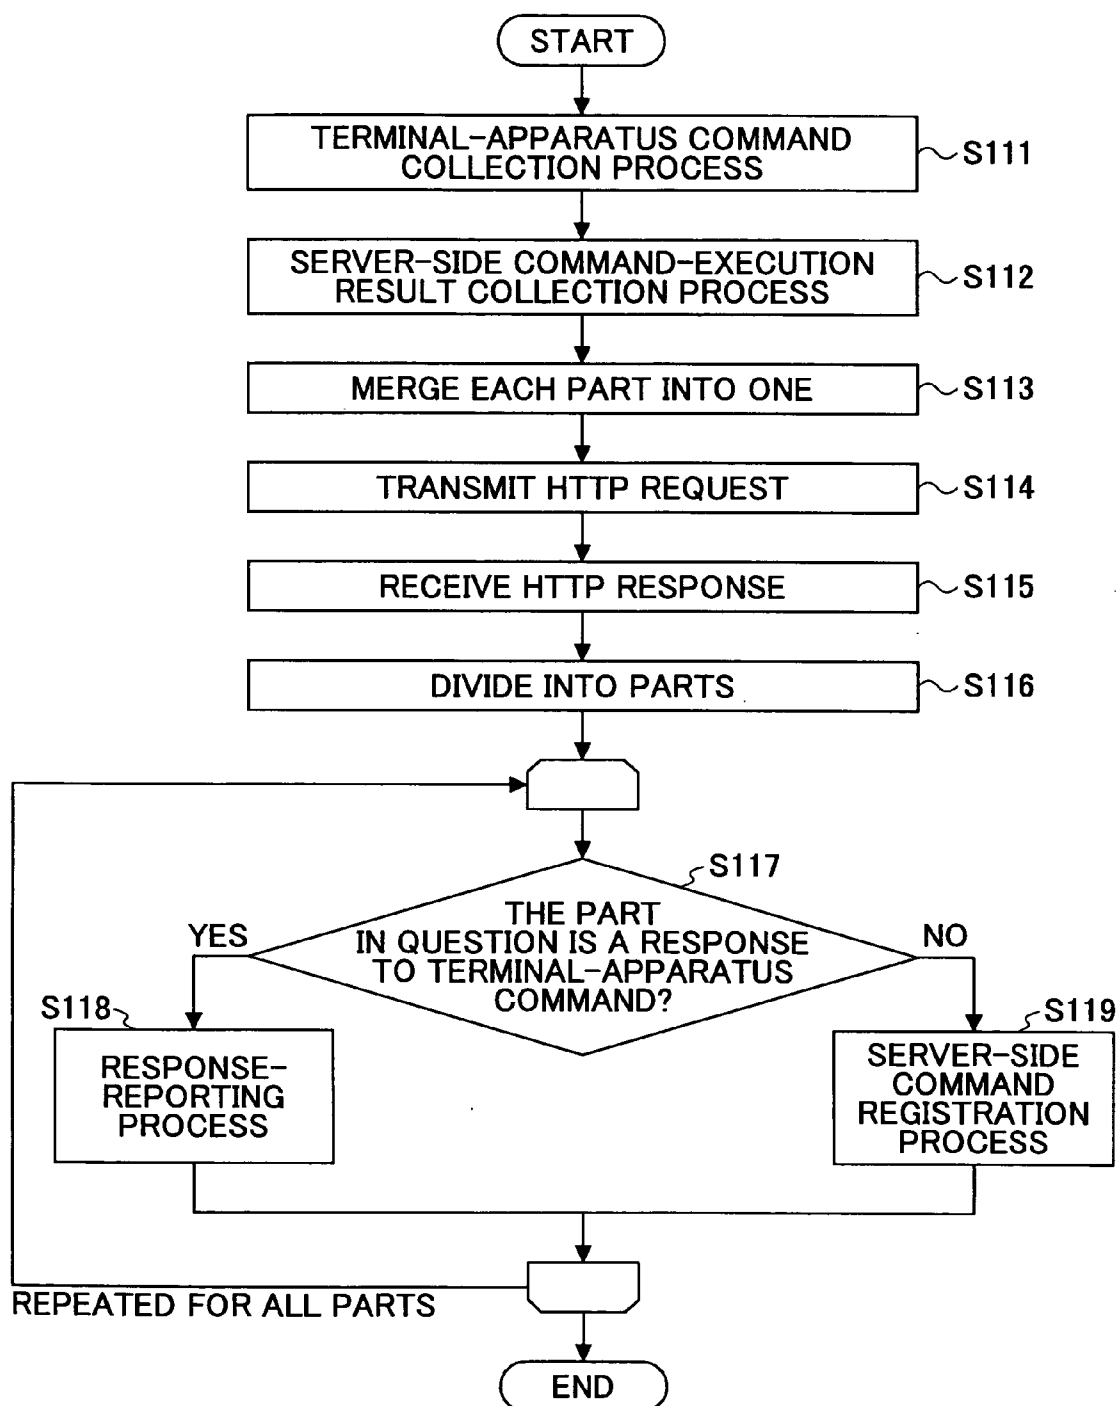 START
TERMINAL-APPARATUS COMMAND
COLLECTION PROCESS
S111
SERVER-SIDE COMMAND-EXECUTION
RESULT COLLECTION PROCESS
S112
MERGE EACH PART INTO ONE
S113
TRANSMIT HTTP REQUEST
S114
RECEIVE HTTP RESPONSE
S115
DIVIDE INTO PARTS
S116
S117
THE PART
IN QUESTION IS A RESPONSE
TO TERMINAL-APPARATUS
COMMAND?
YES
NO
S118
RESPONSE-
REPORTING
PROCESS
S119
SERVER-SIDE
COMMAND
REGISTRATION
PROCESS
REPEATED FOR ALL PARTS
END